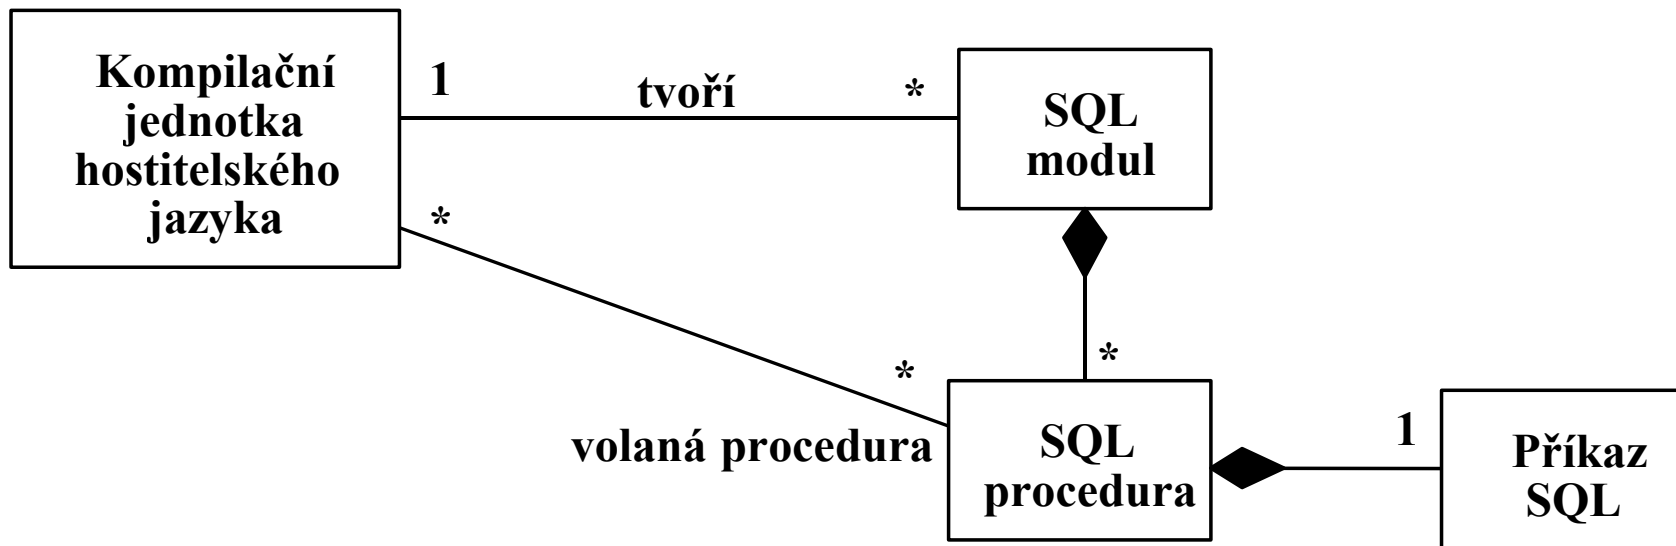 Kompilační
jednotka
hostitelského
jazyka
1
tvoří
*
SQL
modul
*
*
*
volaná procedura
SQL
procedura
1
Příkaz
SQL